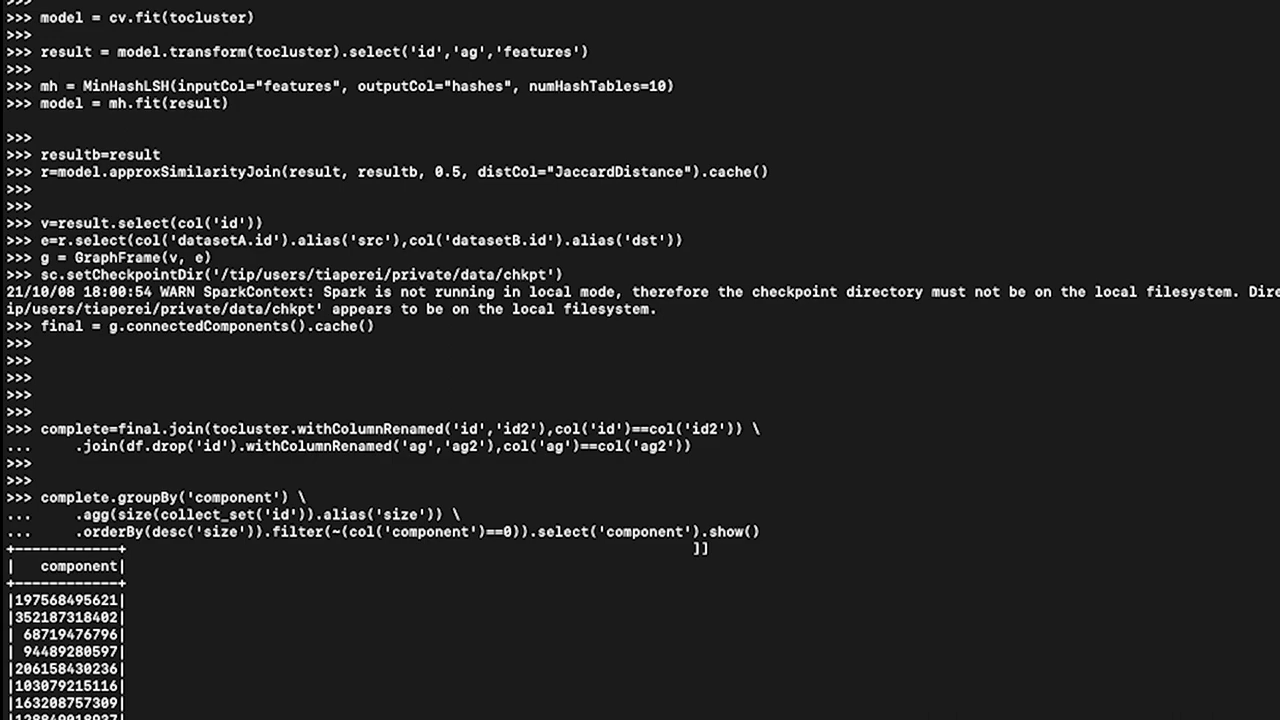 >>>
>>> model = cv.fit(tocluster)
>>>
>>> result = model.transform(tocluster).select('id','ag','features')
>>>
>>> mh = MinHashLSH(inputCol="features", outputCol="hashes", numHashTables=10)
>>> model = mh.fit(result)
>>>
>>> resultb=result
>>> r=model.approxSimilarityJoin(result, resultb, 0.5, distCol="JaccardDistance").cache()
>>>
>>>
>>> v=result.select(col('id'))
>>> e=r.select(col('datasetA.id').alias('src'),col('datasetB.id').alias('dst'))
>>> g = GraphFrame(v, e)
>>> sc.setCheckpointDir('/tip/users/tiaperei/private/data/chkpt')
21/10/08 18:00:54 WARN SparkContext: Spark is not running in local mode, therefore the checkpoint directory must not be on the local filesystem. Dire
ip/users/tiaperei/private/data/chkpt' appears to be on the local filesystem.
>>> final = g.connectedComponents().cache()
>>>
>>>
>>>
>>>
>>>
>>> complete=final.join(tocluster.withColumnRenamed('id','id2'),col('id')==col('id2')) \
...     .join(df.drop('id').withColumnRenamed('ag','ag2'),col('ag')==col('ag2'))
>>>
>>>
>>> complete.groupBy('component') \
...     .agg(size(collect_set('id')).alias('size')) \
...     .orderBy(desc('size')).filter(~(col('component')==0)).select('component').show()
+------------+                                                                  ]]
|   component|
+------------+
|197568495621|
|352187318402|
| 68719476796|
| 94489280597|
|206158430236|
|103079215116|
|163208757309|